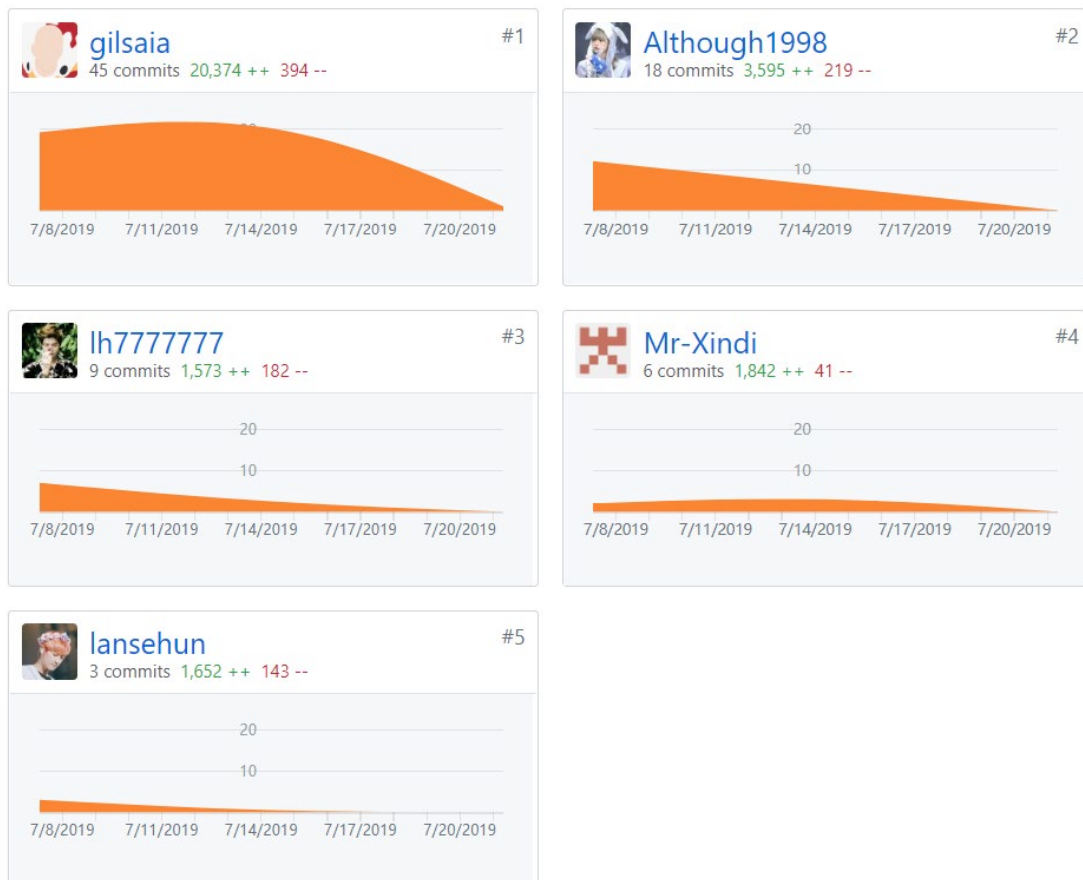 gilsaia #1
45 commits 20,374 ++ 394 --
20
7/8/2019 7/11/2019 7/14/2019 7/17/2019 7/20/2019
Although1998 #2
18 commits 3,595 ++ 219 --
20
10
7/8/2019 7/11/2019 7/14/2019 7/17/2019 7/20/2019
lh7777777 #3
9 commits 1,573 ++ 182 --
20
10
7/8/2019 7/11/2019 7/14/2019 7/17/2019 7/20/2019
Mr-Xindi #4
6 commits 1,842 ++ 41 --
20
10
7/8/2019 7/11/2019 7/14/2019 7/17/2019 7/20/2019
lansehun #5
3 commits 1,652 ++ 143 --
20
10
7/8/2019 7/11/2019 7/14/2019 7/17/2019 7/20/2019